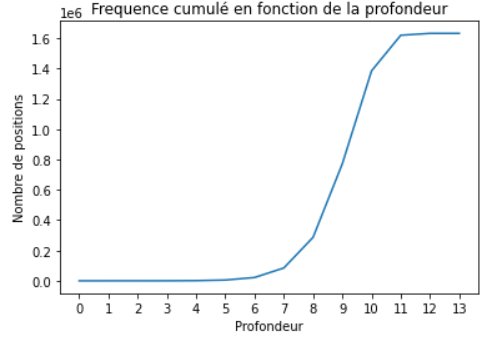 Frequence cumulé en fonction de la profondeur
1e6
1.6
1.4
1.2
1.0
0.8
0.6
0.4
0.2
0.0
Nombre de positions
0 1 2 3 4 5 6 7 8 9 10 11 12 13
Profondeur